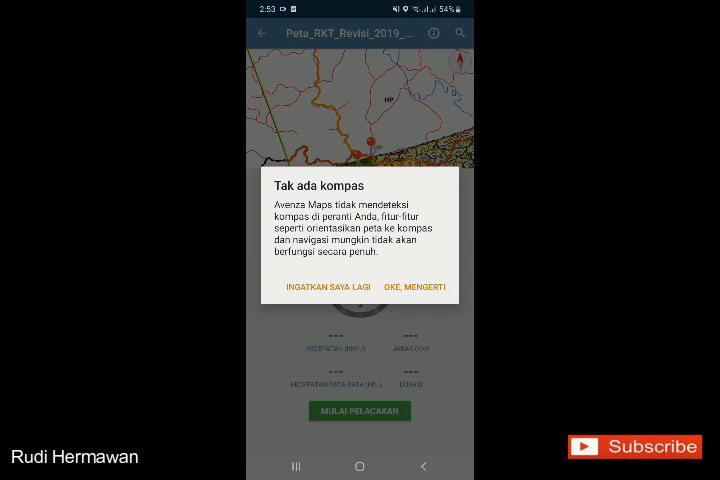 2:53
54%
Peta_RKT_Revisi_2019_...
HP
Tak ada kompas
Avenza Maps tidak mendeteksi
kompas di peranti Anda, fitur-fitur
seperti orientasikan peta ke kompas
dan navigasi mungkin tidak akan
berfungsi secara penuh.
INGATKAN SAYA LAGI OKE, MENGERTI
S
--- ---
KECEPATAN (KM/J) JARAK (KM)
--- ---
KECEPATAN RATA-RATA (KPJ) DURASI
MULAI PELACAKAN
Rudi Hermawan
Subscribe